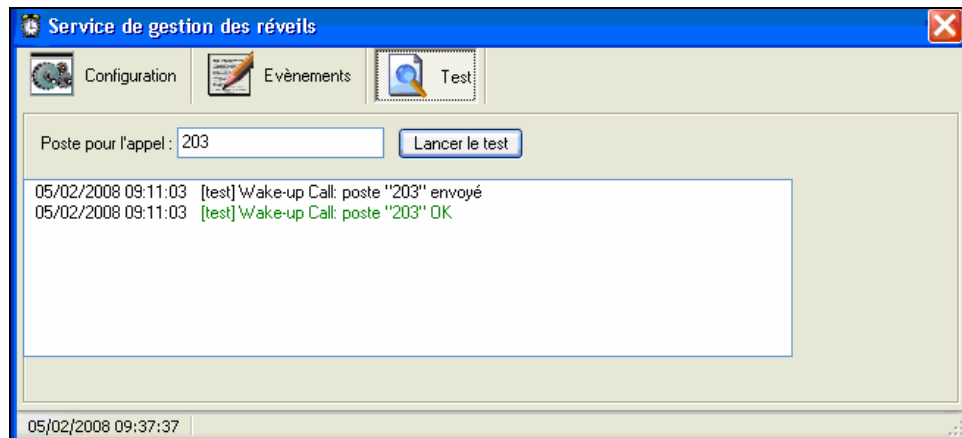 Service de gestion des réveils
Configuration
Evènements
Test
Poste pour l'appel : 203
Lancer le test
05/02/2008 09:11:03 [test] Wake-up Call: poste "203" envoyé
05/02/2008 09:11:03 [test] Wake-up Call: poste "203" OK
05/02/2008 09:37:37